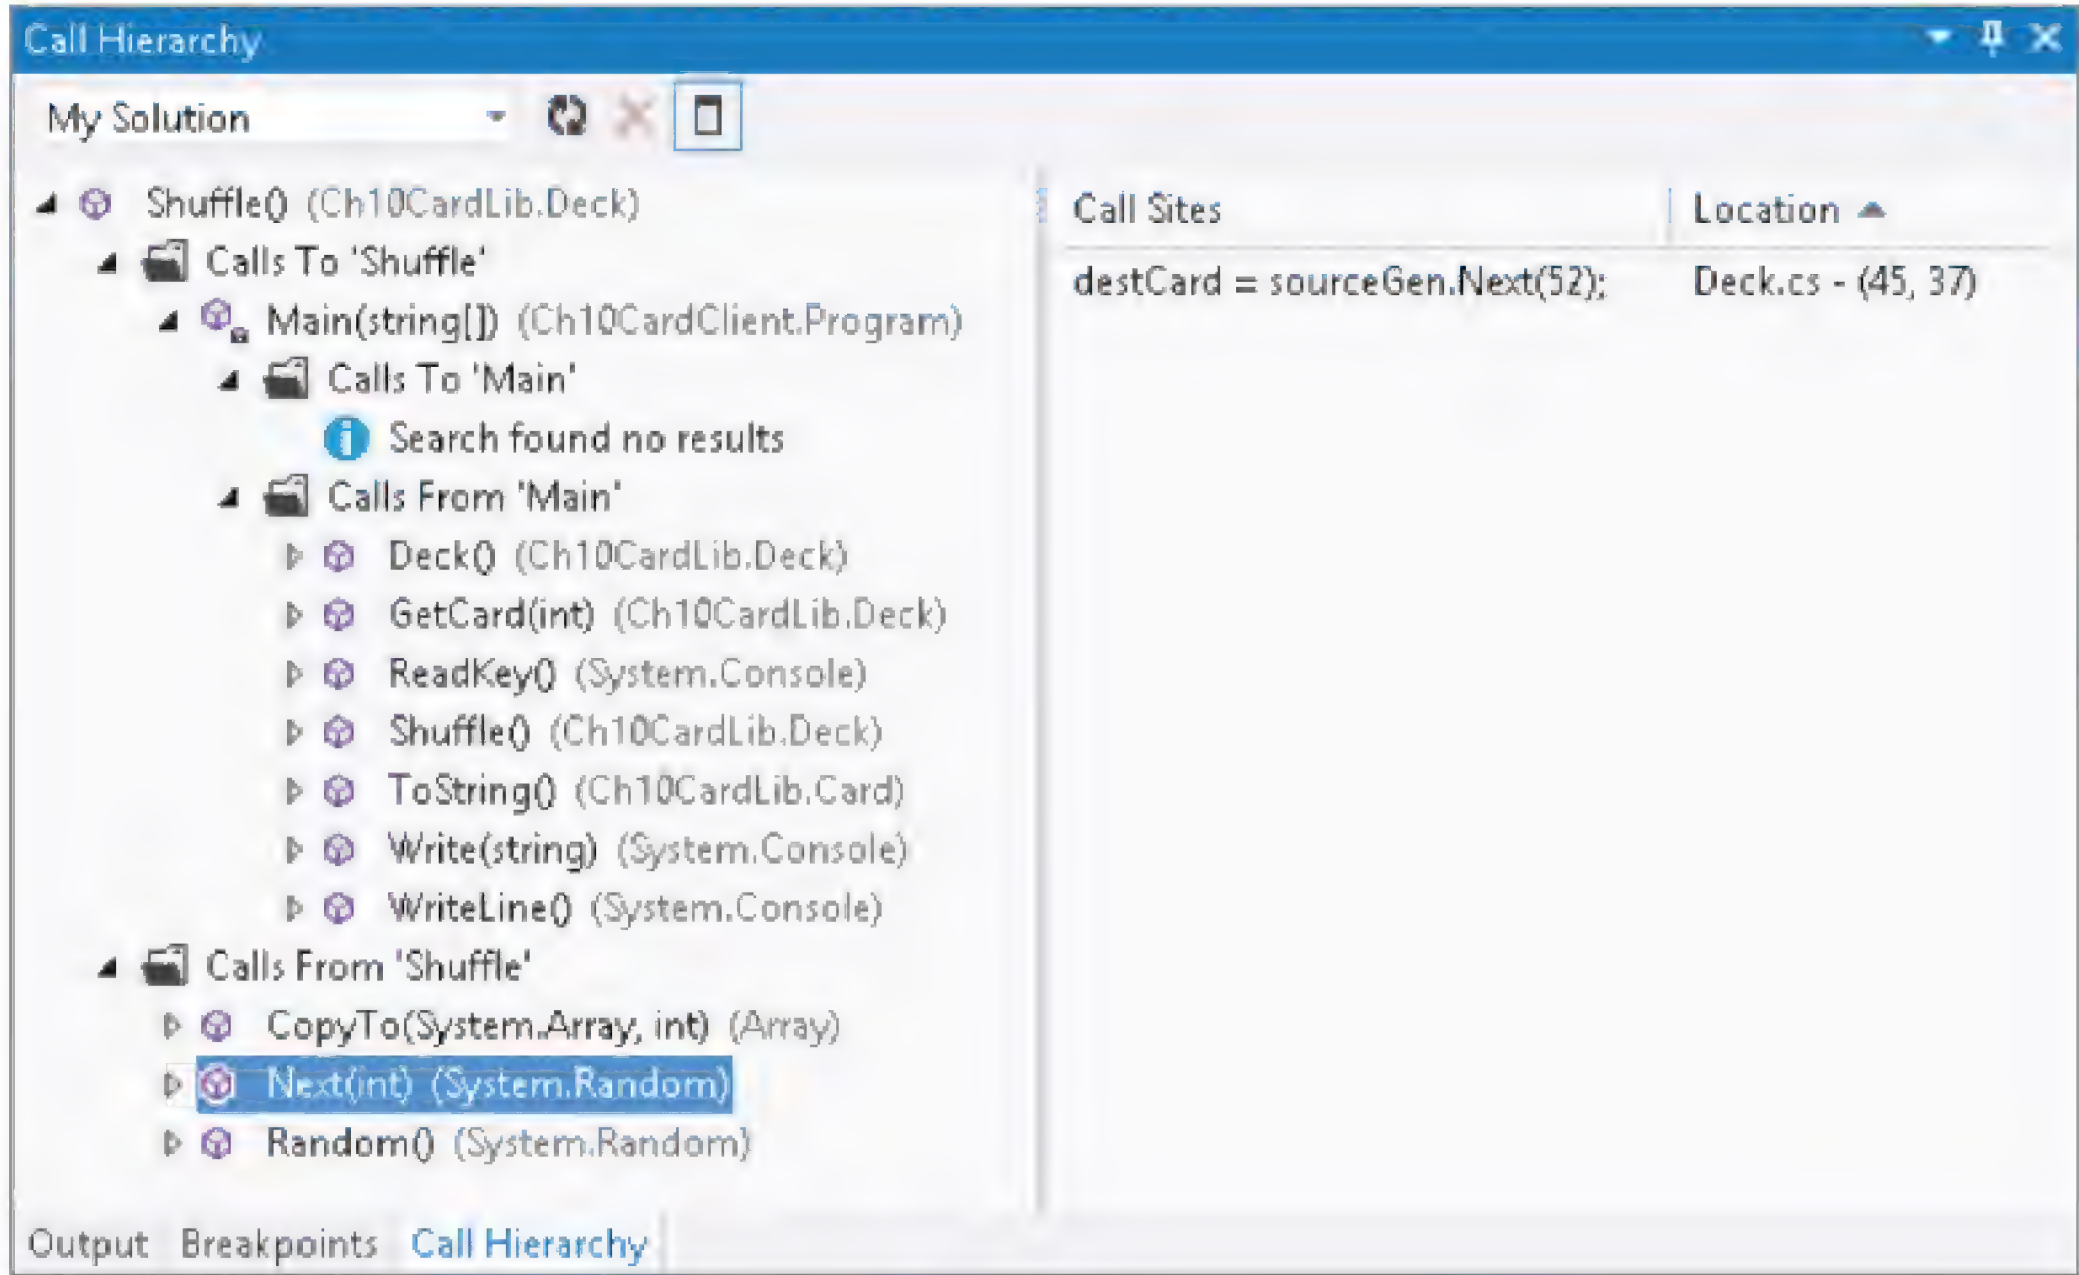 Call Hierarchy
My Solution
Shuffle() (Ch10CardLib.Deck)
Calls To 'Shuffle'
Main(string[]) (Ch10CardClient.Program)
Calls To 'Main'
Search found no results
Calls From 'Main'
Deck() (Ch10CardLib.Deck)
GetCard(int) (Ch10CardLib.Deck)
ReadKey() (System.Console)
Shuffle() (Ch10CardLib.Deck)
ToString() (Ch10CardLib.Card)
Write(string) (System.Console)
WriteLine() (System.Console)
Calls From 'Shuffle'
CopyTo(System.Array, int) (Array)
Next(int) (System.Random)
Random() (System.Random)
Call Sites Location
destCard = sourceGen.Next(52); Deck.cs - (45, 37)
Output Breakpoints Call Hierarchy